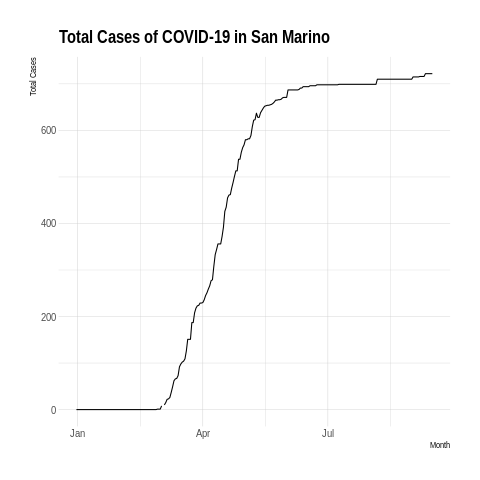 Total Cases of COVID-19 in San Marino
Total Cases
600
400
200
0
Jan Apr Jul
Month